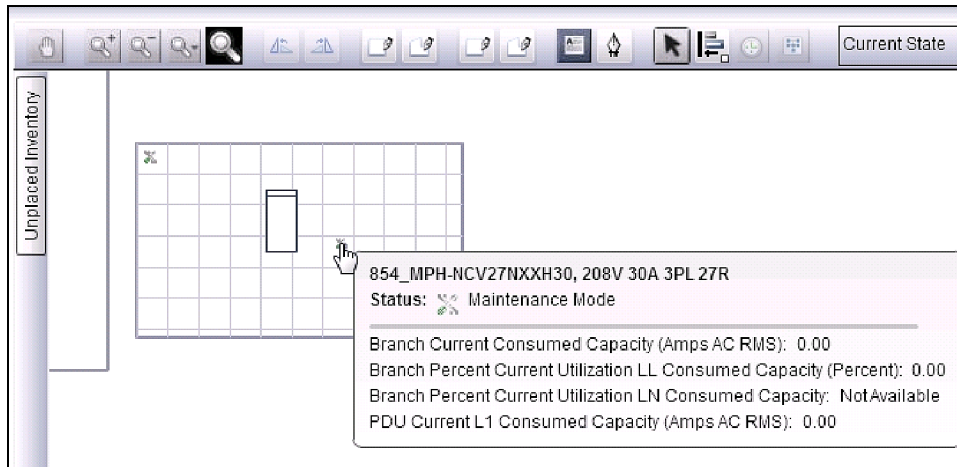 Current State
Unplaced Inventory
854_MPH-NCV27NXXH30, 208V 30A 3PL 27R
Status: Maintenance Mode
Branch Current Consumed Capacity (Amps AC RMS): 0.00
Branch Percent Current Utilization LL Consumed Capacity (Percent): 0.00
Branch Percent Current Utilization LN Consumed Capacity: Not Available
PDU Current L1 Consumed Capacity (Amps AC RMS): 0.00